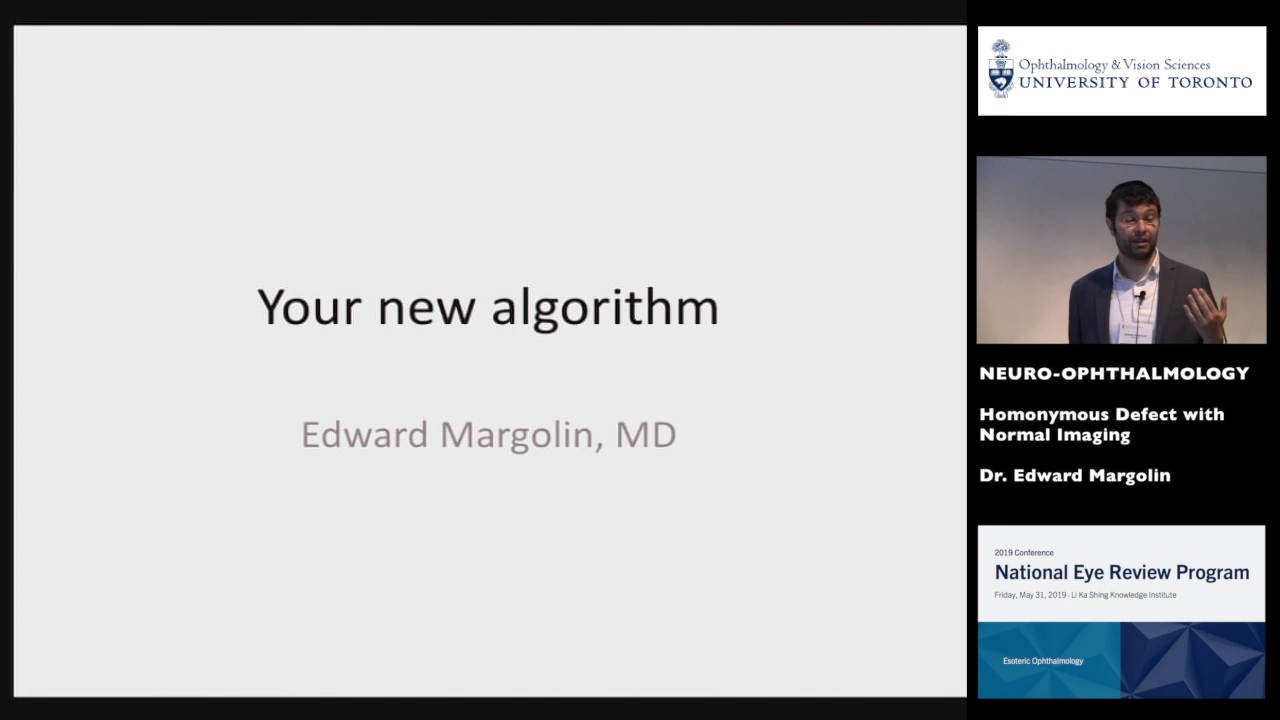 Your new algorithm
Edward Margolin, MD
Ophthalmology & Vision Sciences
UNIVERSITY OF TORONTO
NEURO-OPHTHALMOLOGY
Homonymous Defect with
Normal Imaging
Dr. Edward Margolin
2019 Conference
National Eye Review Program
Friday, May 31, 2019 - Li Ka Shing Knowledge Institute
Esoteric Ophthalmology